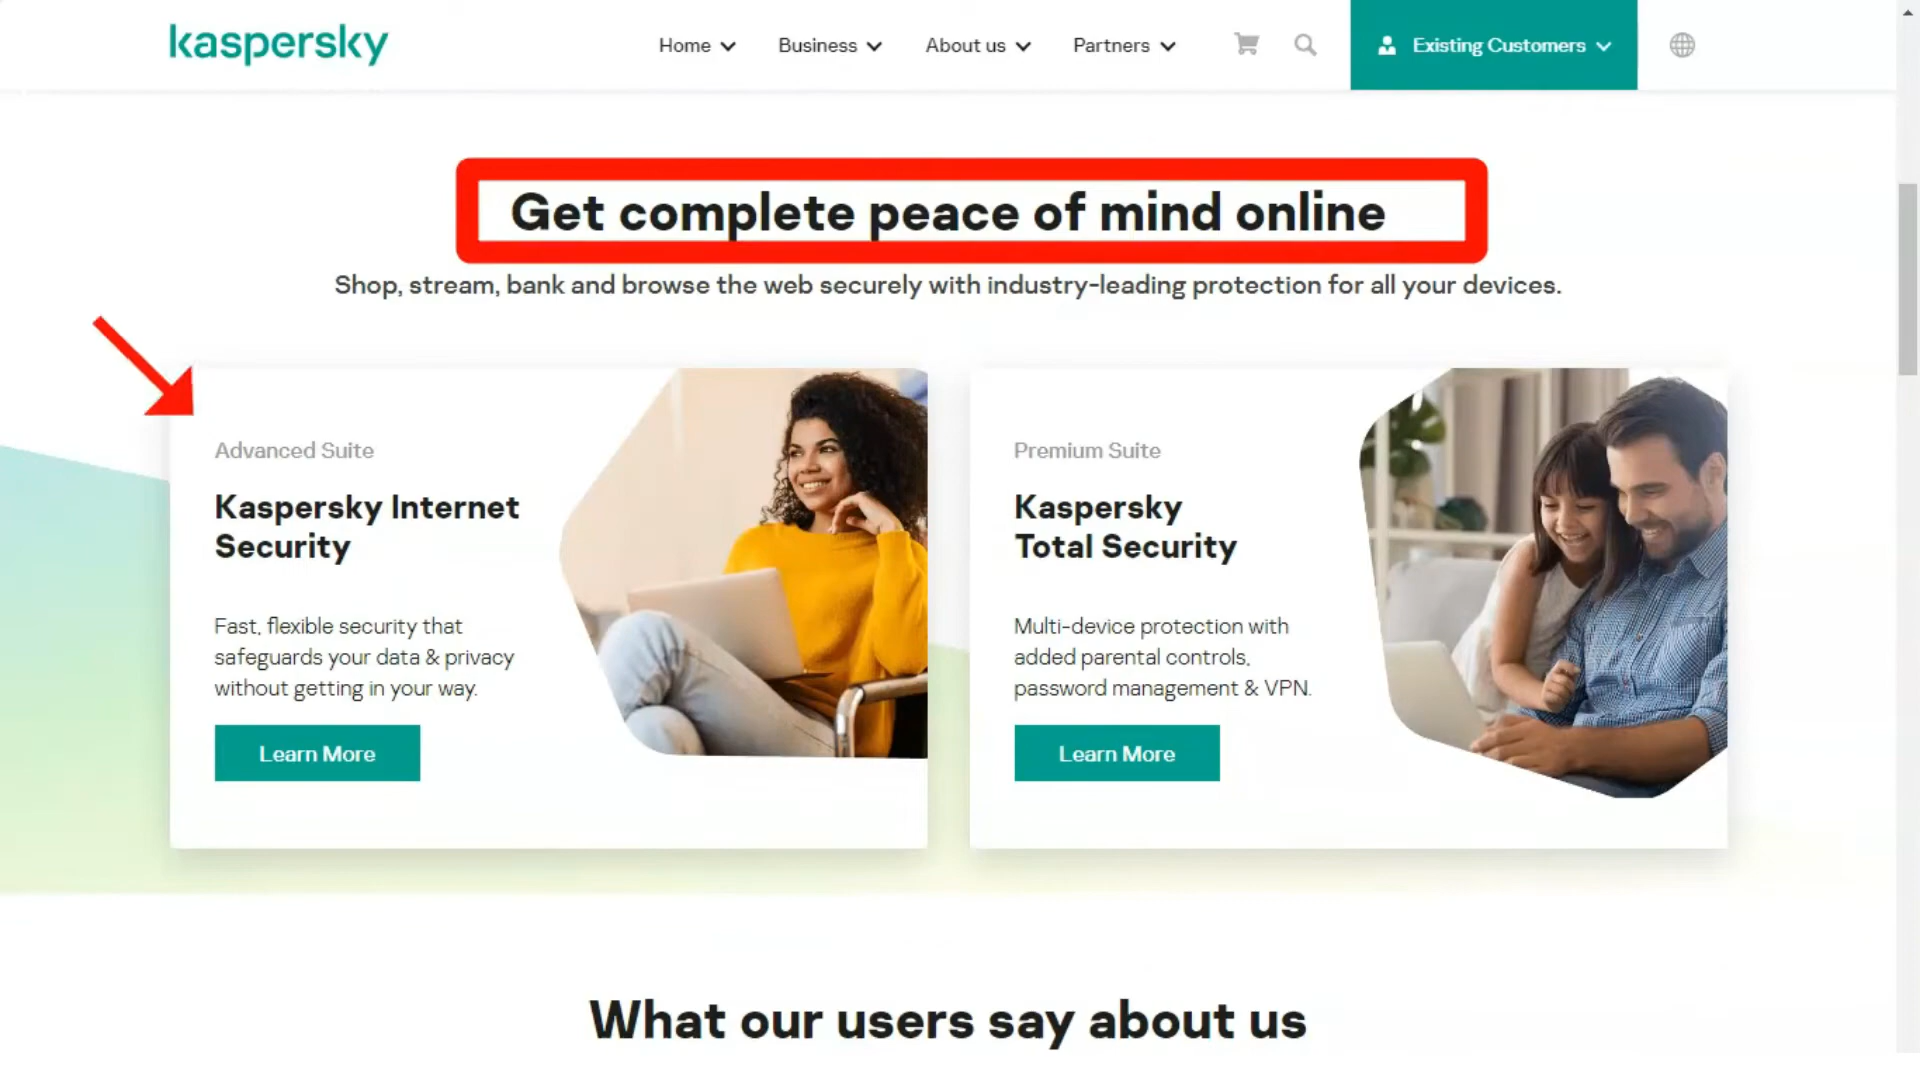 kaspersky
Home
Business
About us
Partners
Existing Customers
Get complete peace of mind online
Shop, stream, bank and browse the web securely with industry-leading protection for all your devices.
Advanced Suite
Kaspersky Internet
Security
Fast, flexible security that
safeguards your data & privacy
without getting in your way.
Learn More
Premium Suite
Kaspersky
Total Security
Multi-device protection with
added parental controls,
password management & VPN.
Learn More
What our users say about us